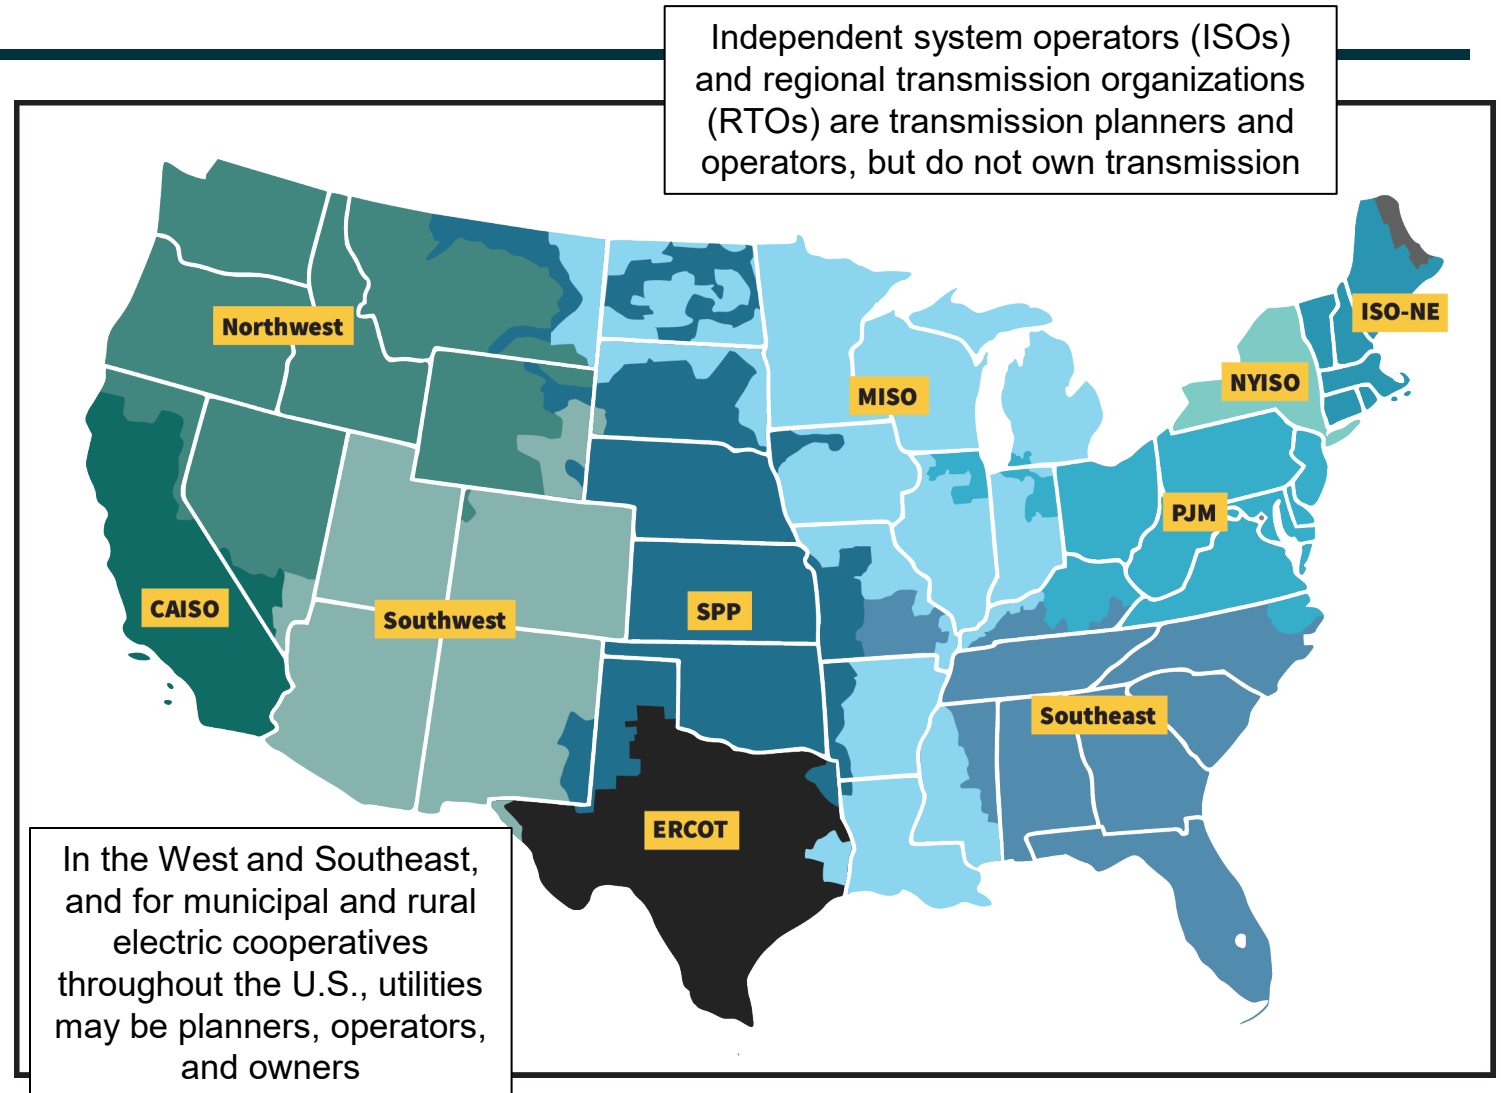 Independent system operators (ISOs)
and regional transmission organizations
(RTOs) are transmission planners and
operators, but do not own transmission
ISO-NE
Northwest
NYISO
MISO
PJM
CAISO
Southwest
SPP
Southeast
ERCOT
In the West and Southeast,
and for municipal and rural
electric cooperatives
throughout the U.S., utilities
may be planners, operators,
and owners